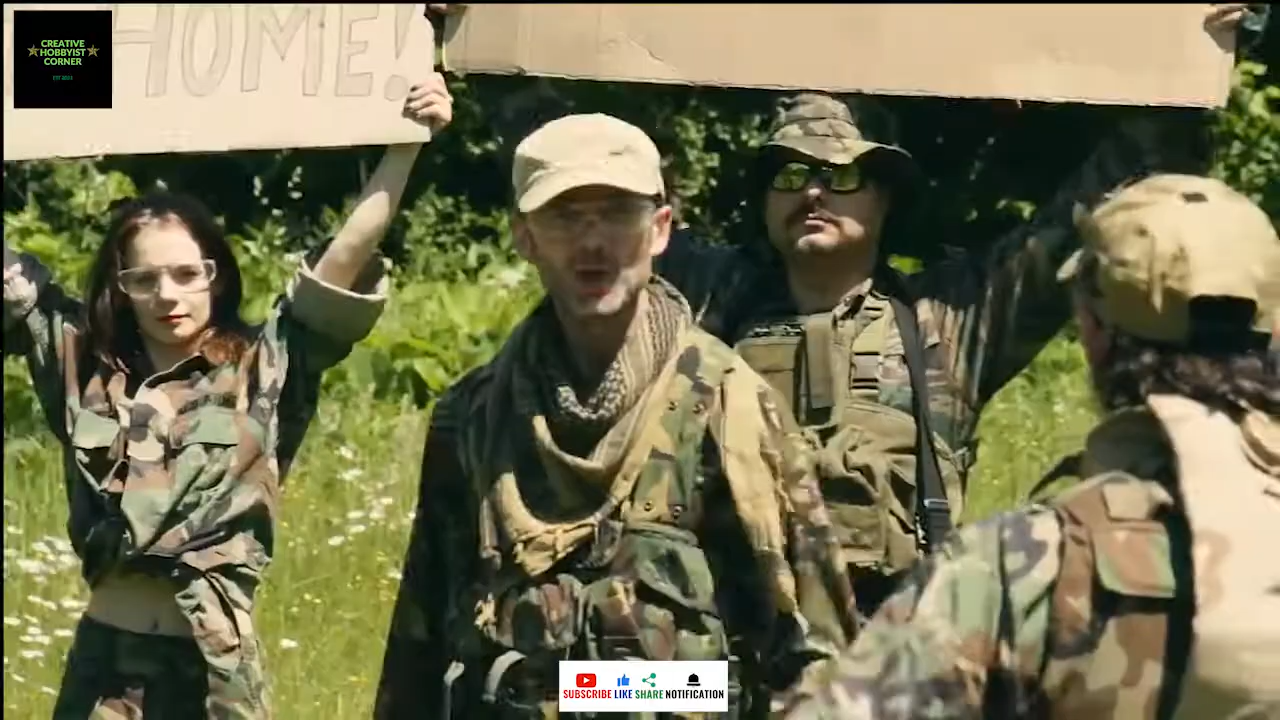 HOME!
CREATIVE
HOBBYIST
CORNER
SUBSCRIBE LIKE SHARE NOTIFICATION